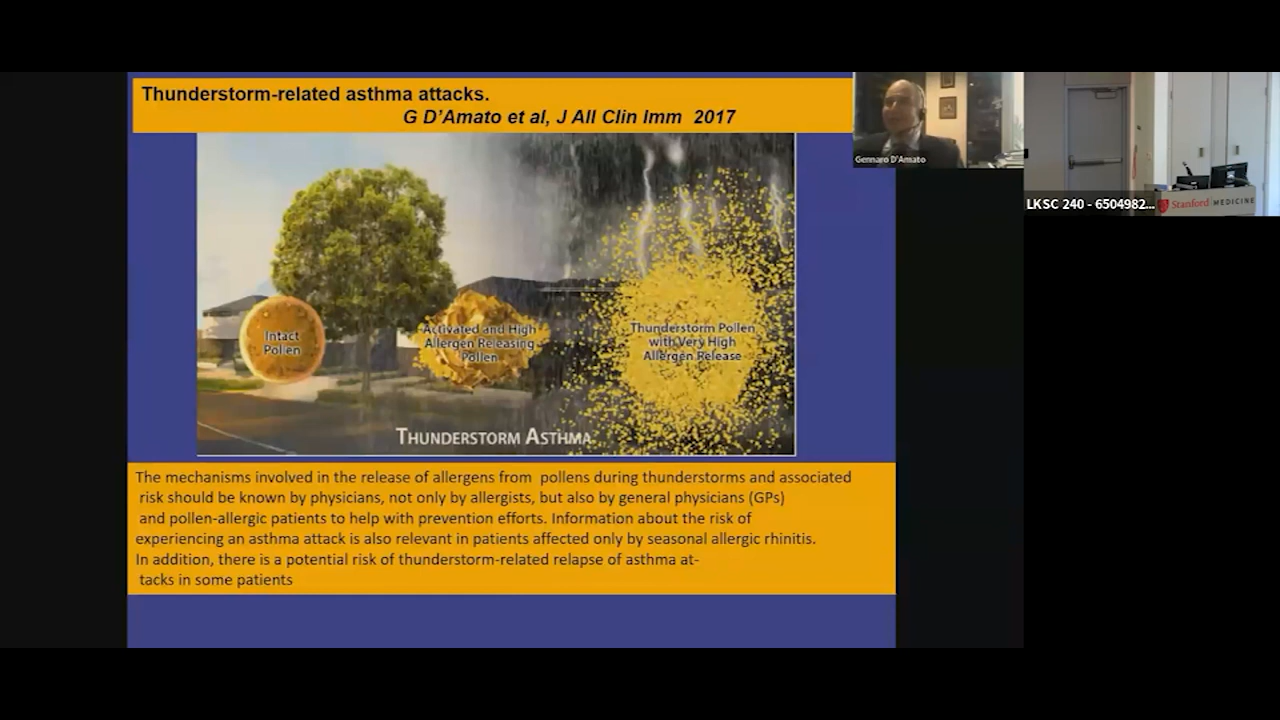 Thunderstorm-related asthma attacks.
G D'Amato et al, J All Clin Imm 2017
Intact
Pollen
Activated and High
Allergen Releasing
Pollen
Thunderstorm Pollen
with Very High
Allergen Release
THUNDERSTORM ASTHMA
The mechanisms involved in the release of allergens from pollens during thunderstorms and associated
risk should be known by physicians, not only by allergists, but also by general physicians (GPs)
and pollen-allergic patients to help with prevention efforts. Information about the risk of
experiencing an asthma attack is also relevant in patients affected only by seasonal allergic rhinitis.
In addition, there is a potential risk of thunderstorm-related relapse of asthma at-
tacks in some patients
Gennaro D'Amato
LKSC 240 - 6504982...
Stanford MEDICINE